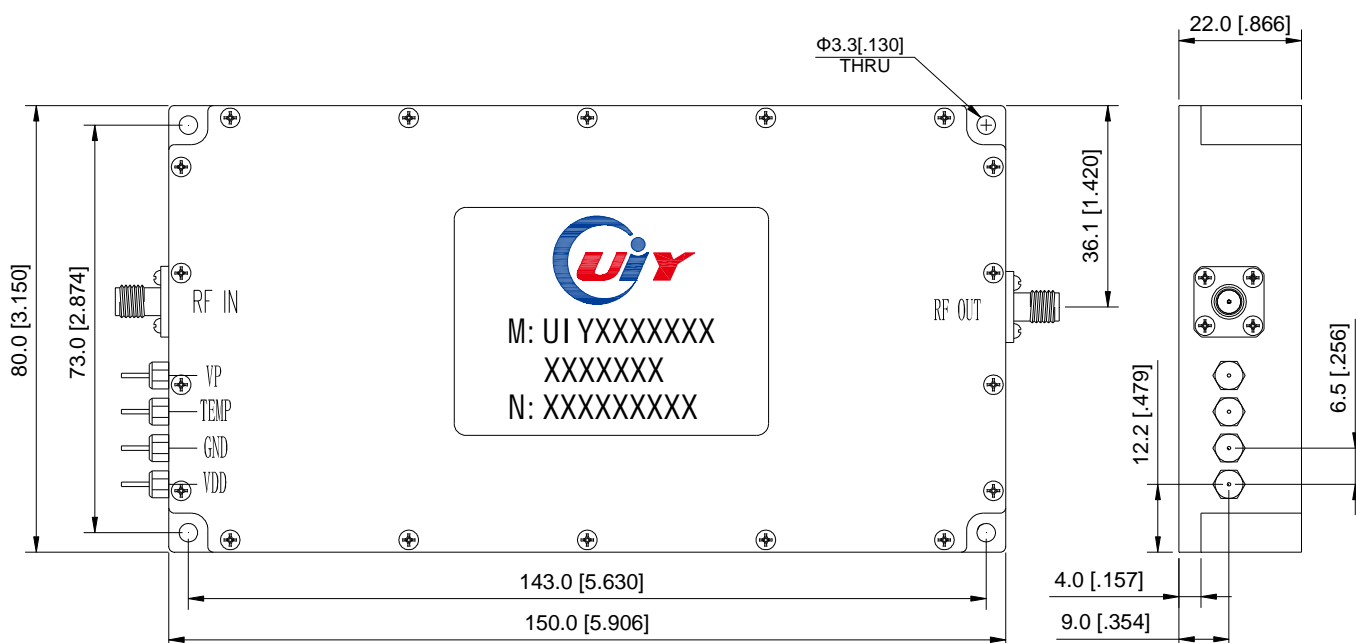 22.0 [.866]
Φ3.3[.130]
THRU
80.0 [3.150]
73.0 [2.874]
36.1 [1.420]
UiY
RF IN
RF OUT
M: UIYXXXXXXX
XXXXXXX
N: XXXXXXXXX
VP
TEMP
GND
VDD
6.5 [.256]
12.2 [.479]
143.0 [5.630]
150.0 [5.906]
4.0 [.157]
9.0 [.354]